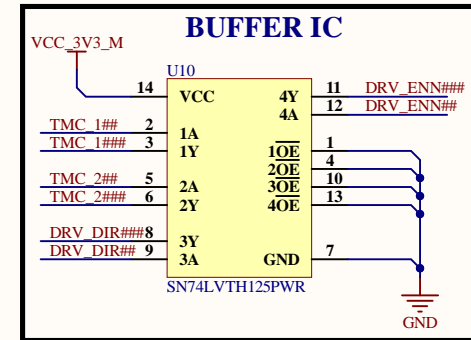 BUFFER IC
VCC_3V3_M
U10
14 VCC 4Y 11 DRV_ENN###
4A 12 DRV_ENN##
TMC_1## 2 1A
TMC_1### 3 1Y 1OE 1
2OE 4
TMC_2## 5 2A 3OE 10
TMC_2### 6 2Y 4OE 13
DRV_DIR### 8 3Y
DRV_DIR## 9 3A GND 7
SN74LVTH125PWR
GND